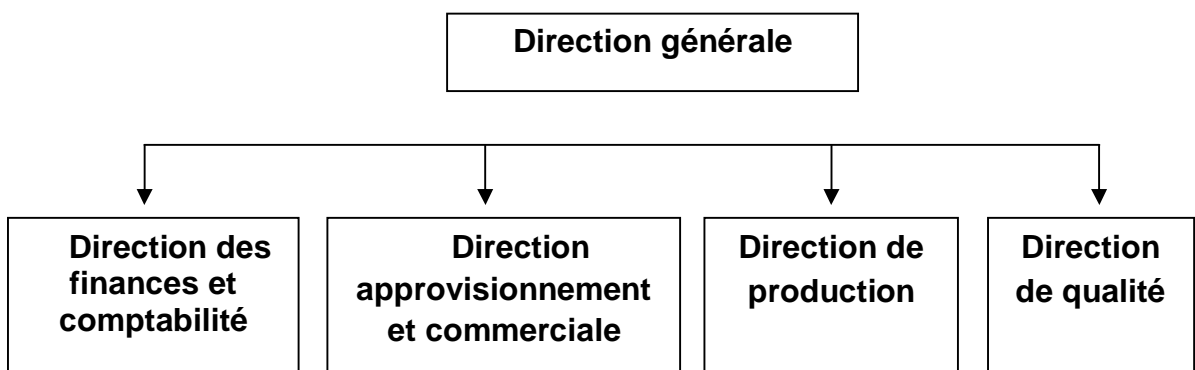 Direction générale
Direction des
finances et
comptabilité
Direction
approvisionnement
et commerciale
Direction de
production
Direction
de qualité